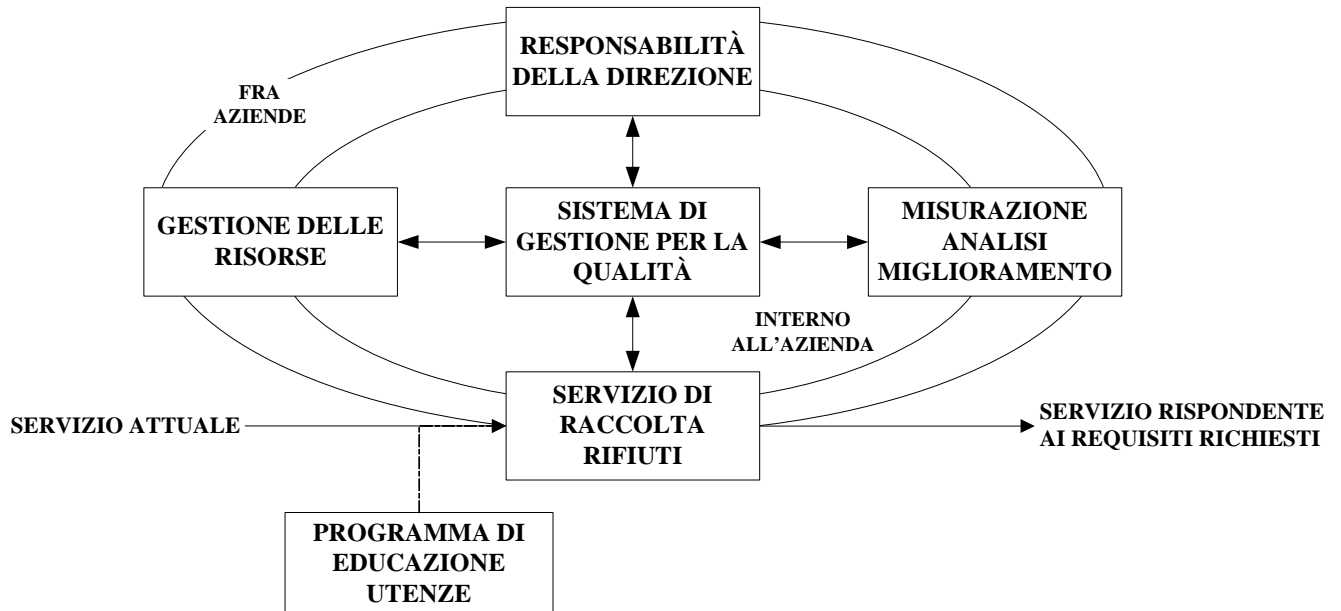 RESPONSABILITÀ
DELLA DIREZIONE
FRA
AZIENDE
GESTIONE DELLE
RISORSE
SISTEMA DI
GESTIONE PER LA
QUALITÀ
MISURAZIONE
ANALISI
MIGLIORAMENTO
INTERNO
ALL’AZIENDA
SERVIZIO ATTUALE
SERVIZIO DI
RACCOLTA
RIFIUTI
SERVIZIO RISPONDENTE
AI REQUISITI RICHIESTI
PROGRAMMA DI
EDUCAZIONE
UTENZE